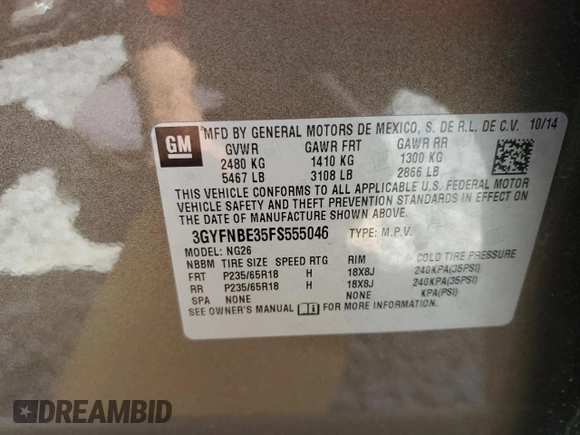 GM MFD BY GENERAL MOTORS DE MEXICO, S. DE R.L. DE C.V. 10/14
GVWR GAWR FRT GAWR RR
2480 KG 1410 KG 1300 KG
5467 LB 3108 LB 2866 LB
THIS VEHICLE CONFORMS TO ALL APPLICABLE U.S. FEDERAL MOTOR
VEHICLE SAFETY AND THEFT PREVENTION STANDARDS IN EFFECT ON
THE DATE OF MANUFACTURE SHOWN ABOVE.
3GYFNBE35FS555046 TYPE: M.P.V.
MODEL: NG26
NBBM TIRE SIZE SPEED RTG RIM COLD TIRE PRESSURE
FRT P235/65R18 H 18X8J 240KPA(35PSI)
RR P235/65R18 H 18X8J 240KPA(35PSI)
SPA NONE NONE KPA(PSI)
SEE OWNER'S MANUAL FOR MORE INFORMATION.
DREAMBID